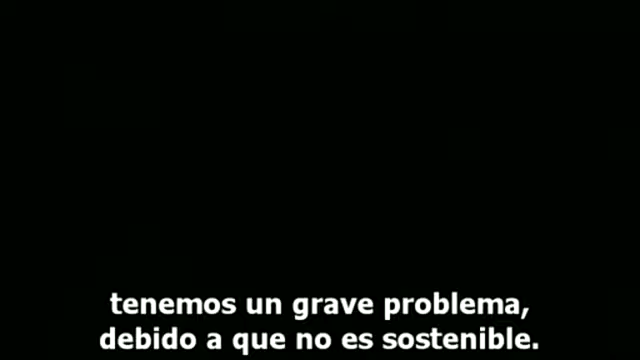 tenemos un grave problema,
debido a que no es sostenible.